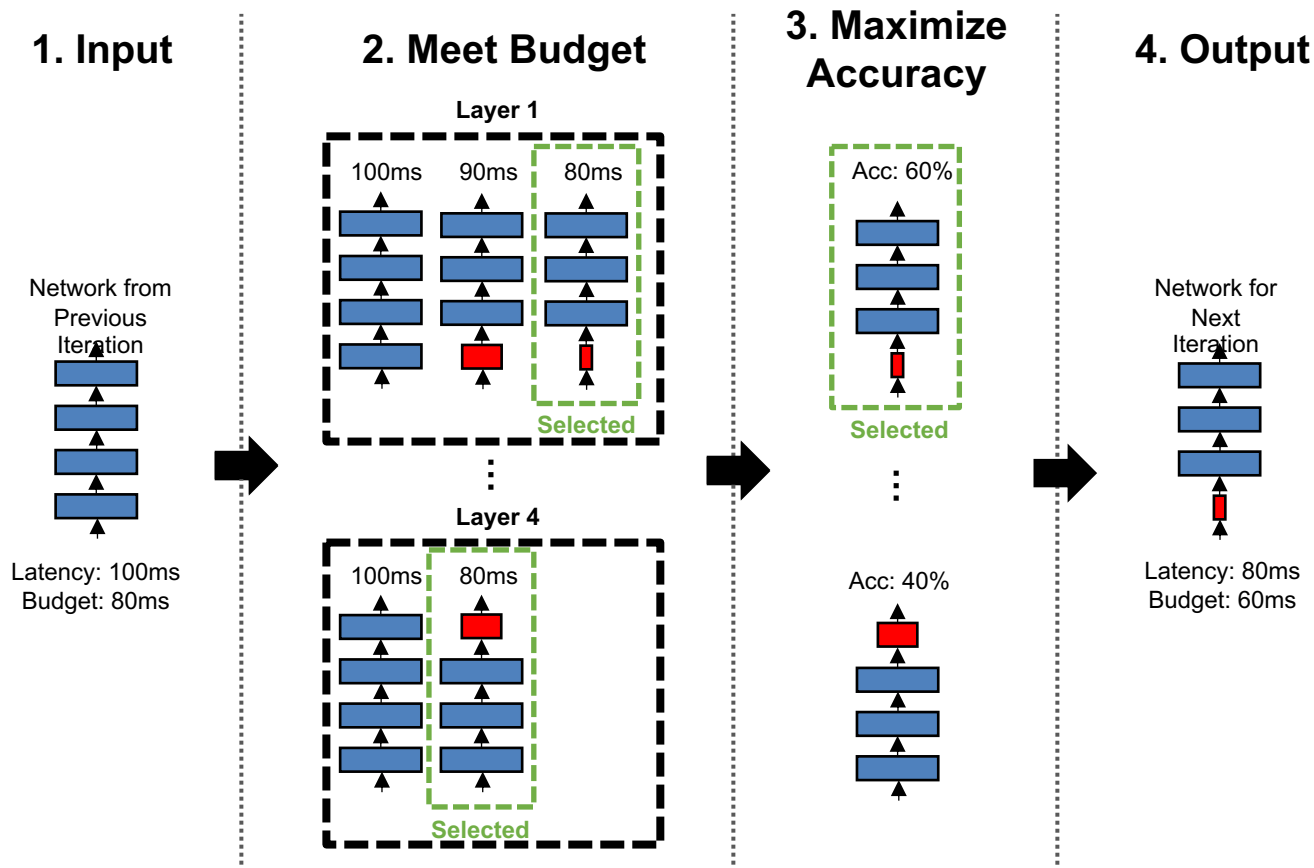 1. Input
Network from
Previous
Iteration
Latency: 100ms
Budget: 80ms
2. Meet Budget
Layer 1
100ms
90ms
80ms
Selected
...
Layer 4
100ms
80ms
Selected
3. Maximize
Accuracy
Acc: 60%
Selected
...
Acc: 40%
4. Output
Network for
Next
Iteration
Latency: 80ms
Budget: 60ms